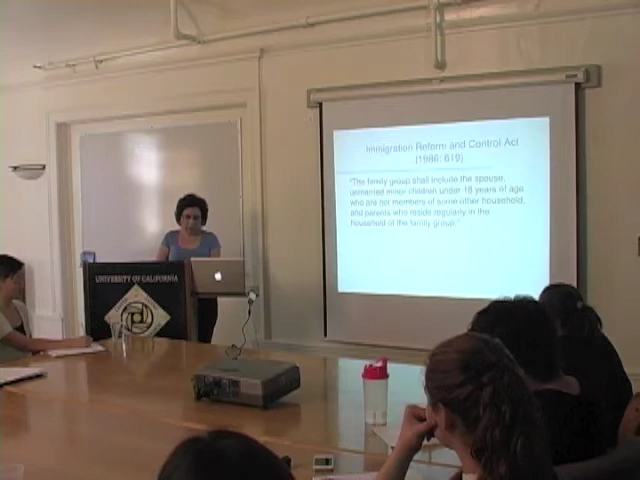 Immigration Reform and Control Act
(1986: 619)
"The family group shall include the spouse,
unmarried minor children under 18 years of age
who are not members of some other household,
and parents who reside regularly in the
household of the family group."
UNIVERSITY OF CALIFORNIA